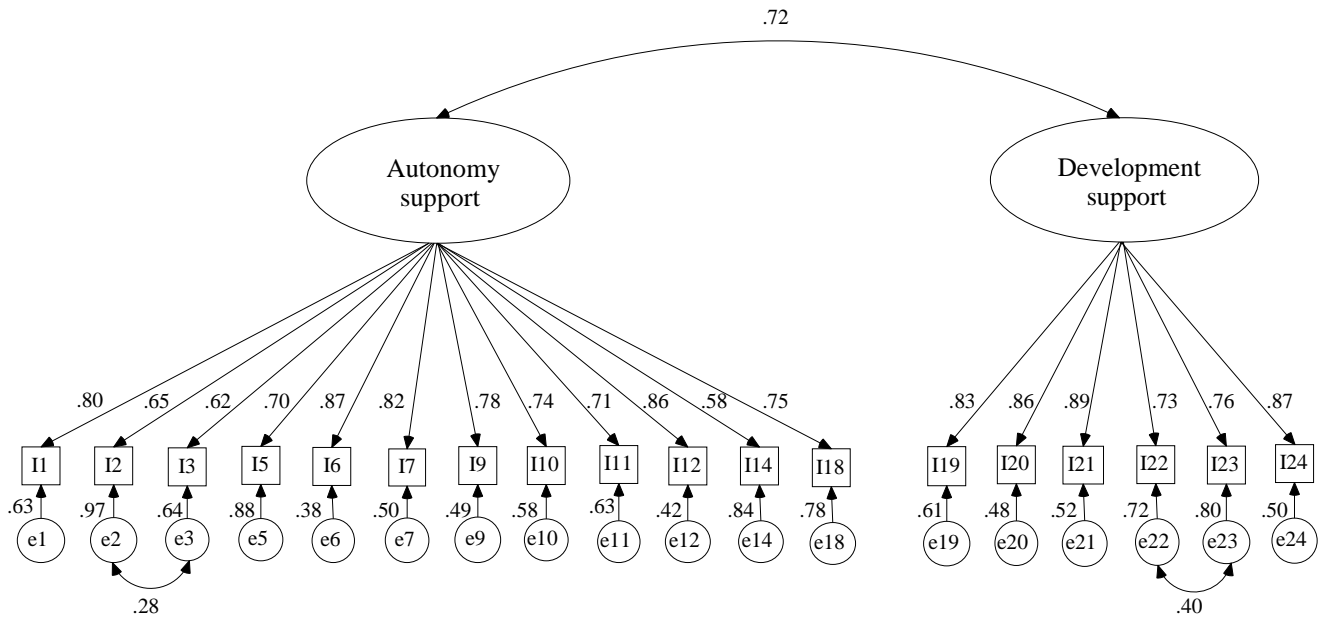 .72
Autonomy
support
Development
support
.80 .65 .62 .70 .87 .82 .78 .74 .71 .86 .58 .75 .83 .86 .89 .73 .76 .87
I1 I2 I3 I5 I6 I7 I9 I10 I11 I12 I14 I18 I19 I20 I21 I22 I23 I24
.63 .97 .64 .88 .38 .50 .49 .58 .63 .42 .84 .78 .61 .48 .52 .72 .80 .50
e1 e2 e3 e5 e6 e7 e9 e10 e11 e12 e14 e18 e19 e20 e21 e22 e23 e24
.28 .40